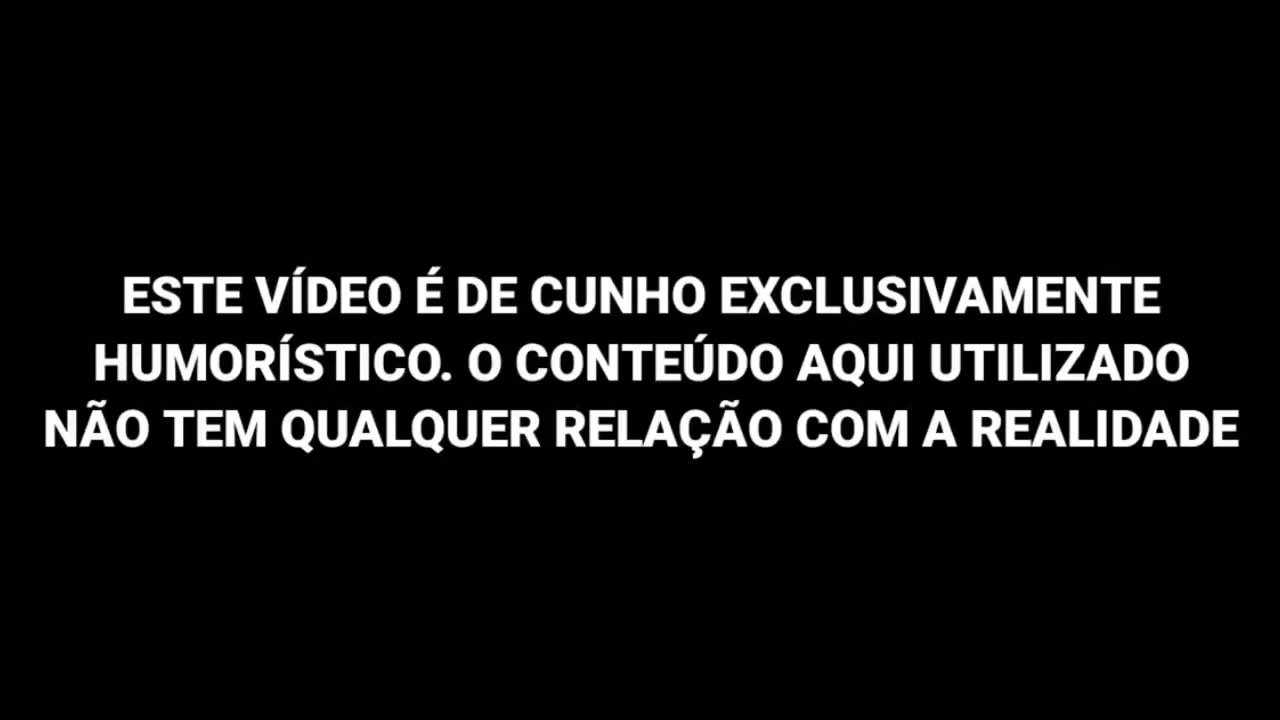 ESTE VÍDEO É DE CUNHO EXCLUSIVAMENTE
HUMORÍSTICO. O CONTEÚDO AQUI UTILIZADO
NÃO TEM QUALQUER RELAÇÃO COM A REALIDADE